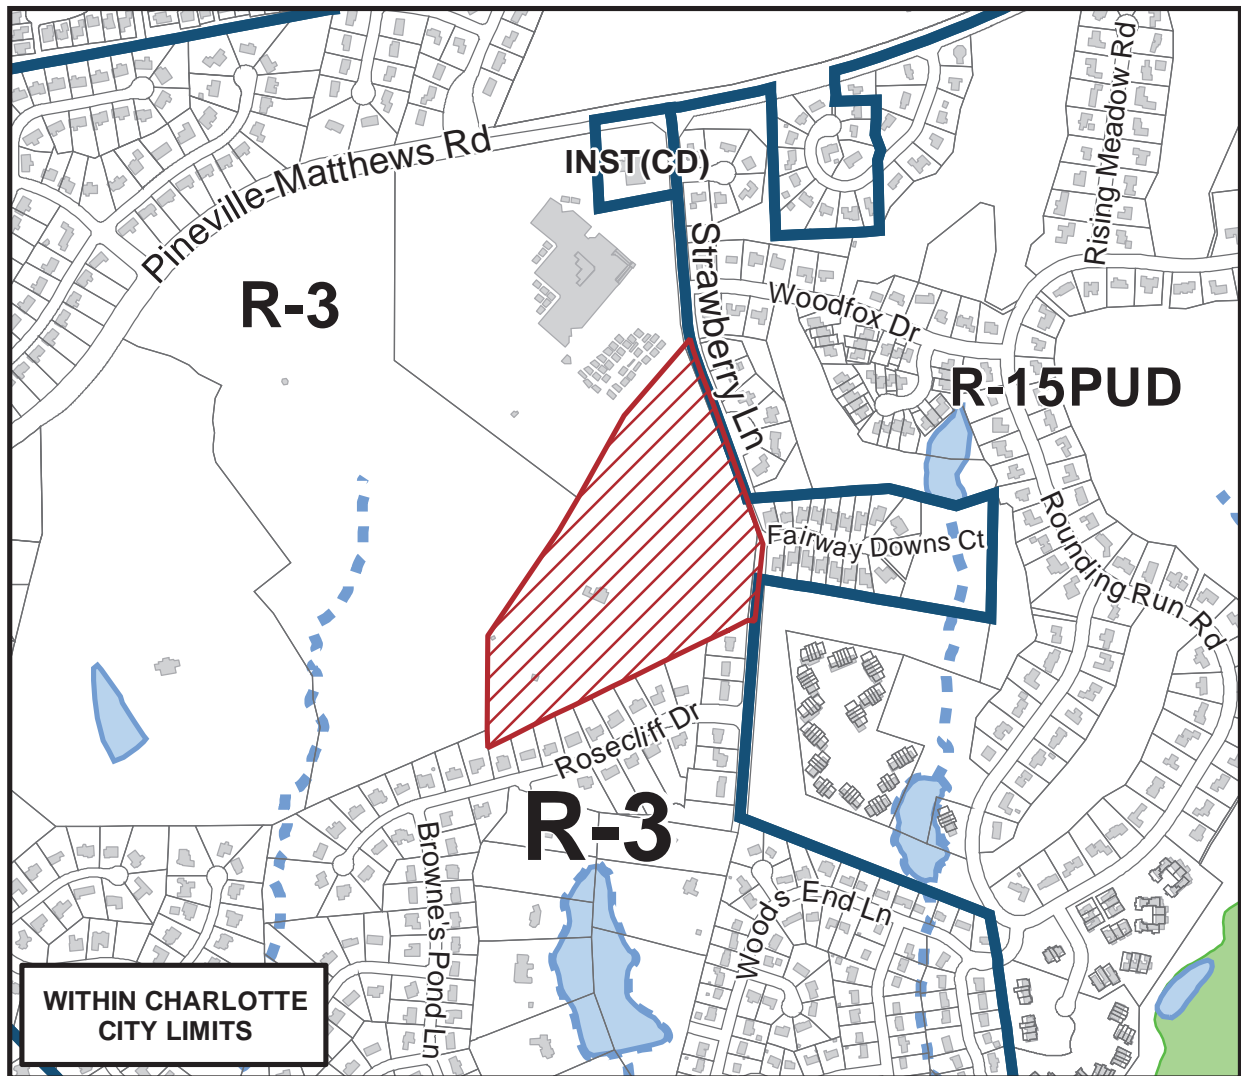 Rising Meadow Rd
Pineville-Matthews Rd
INST(CD)
Strawberry Ln
R-3
Woodfox Dr
R-15PUD
Fairway Downs Ct
Rounding Run Rd
Rosecliff Dr
R-3
Browne's Pond Ln
Woods End Ln
WITHIN CHARLOTTE
CITY LIMITS